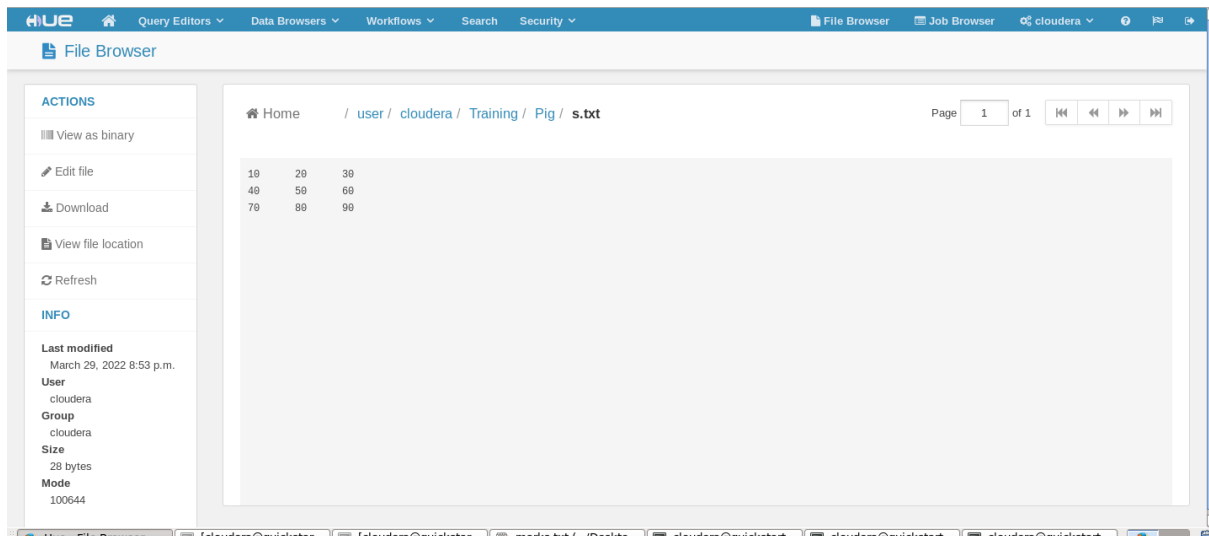 HUE Query Editors Data Browsers Workflows Search Security File Browser Job Browser cloudera
File Browser
ACTIONS
View as binary
Edit file
Download
View file location
Refresh
INFO
Last modified
March 29, 2022 8:53 p.m.
User
cloudera
Group
cloudera
Size
28 bytes
Mode
100644
Home / user / cloudera / Training / Pig / s.txt
Page 1 of 1
10 20 30
40 50 60
70 80 90